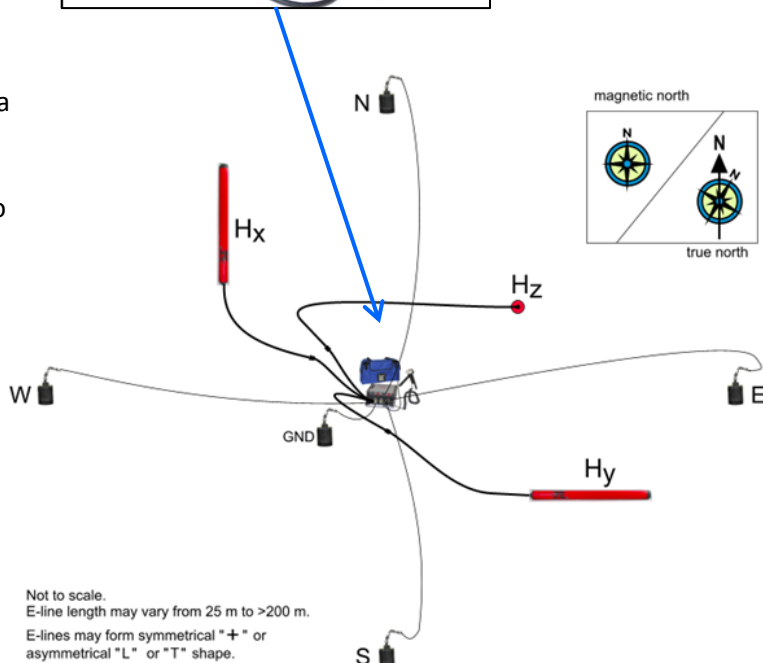 a
o
magnetic north
N
N
N
N
true north
Hx
Hz
W
E
GND
Hy
Not to scale.
E-line length may vary from 25 m to >200 m.
E-lines may form symmetrical "+" or
asymmetrical "L" or "T" shape.
S